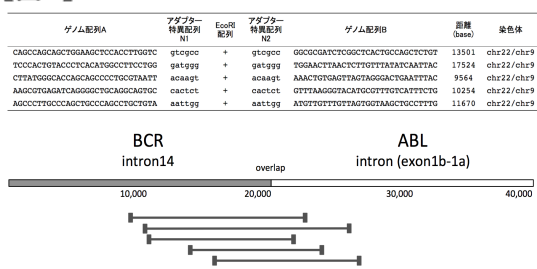 ゲノム配列A アダプター特異配列N1 EcoRI配列 アダプター特異配列N2 ゲノム配列B 距離(base) 染色体
CAGCCAGCAGCTGGAAGCTCCACCTTGGTC gtcgcc + gtcgcc GGCGCGATCTCGGCTCACTGCCAGCTCTGT 13501 chr22/chr9
TCCCACTGTACCCTCACATGGCCTTCCTGG gatggg + gatggg TGGAACTTAACTCTTGTTTATATCAATTAC 17524 chr22/chr9
CTTATGGGCACCAGCAGCCCCTGCGTAATT acaagt + acaagt AAACTGTGAGTTAGTAGGGACTGAATTTAC 9564 chr22/chr9
AAGCGTGAGATCAGGGGCTGCAGGCAGTGC cactct + cactct GTTTAAGGGTACATGCGTTTGTCATTTCTG 10254 chr22/chr9
AGCCCTTGCCCAGCTGCCCAGCCTGCTGTA aattgg + aattgg ATGTTGTTTGTTAGTGGTAAGCTGCCTTTG 11670 chr22/chr9
BCR
intron14
ABL
intron (exon1b-1a)
overlap
10,000 20,000 30,000 40,000